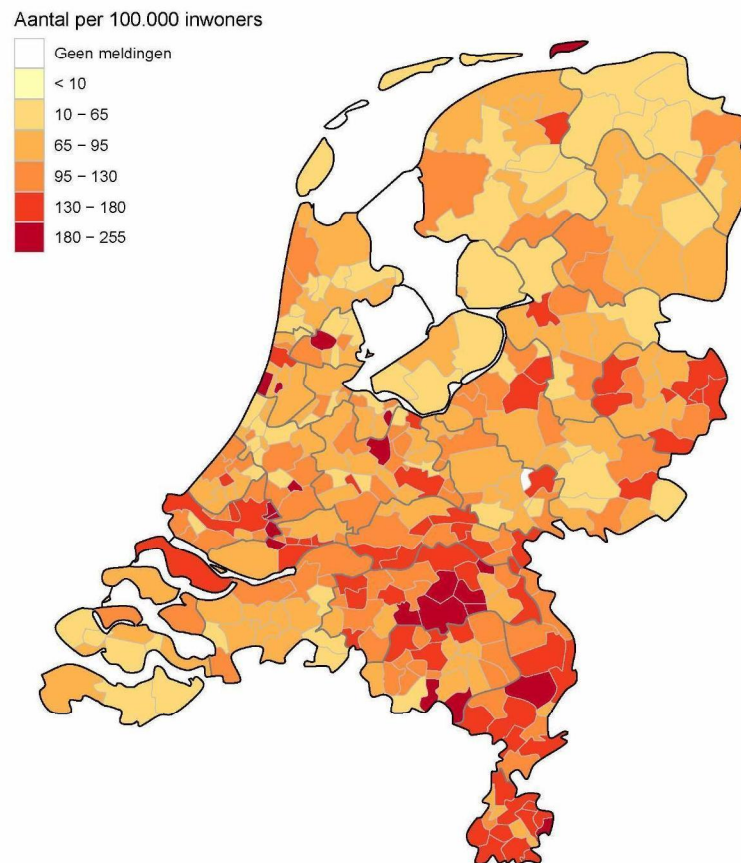 Aantal per 100.000 inwoners
Geen meldingen
< 10
10 − 65
65 − 95
95 − 130
130 − 180
180 − 255